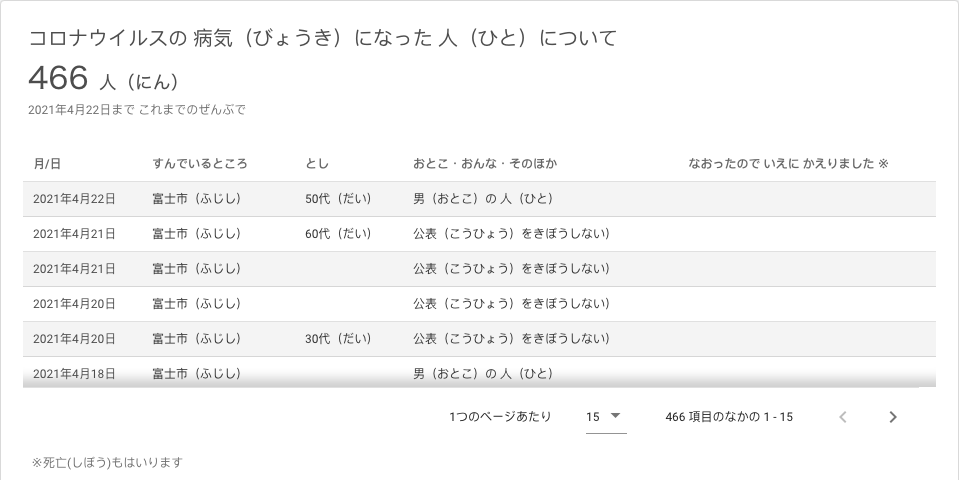 コロナウイルスの 病気（びょうき）になった 人（ひと）について
466 人（にん）
2021年4月22日まで これまでのぜんぶで
月/日 すんでいるところ とし おとこ・おんな・そのほか なおったので いえに かえりました ※
2021年4月22日 富士市（ふじし） 50代（だい） 男（おとこ）の 人（ひと）
2021年4月21日 富士市（ふじし） 60代（だい） 公表（こうひょう）をきぼうしない）
2021年4月21日 富士市（ふじし） 公表（こうひょう）をきぼうしない）
2021年4月20日 富士市（ふじし） 公表（こうひょう）をきぼうしない）
2021年4月20日 富士市（ふじし） 30代（だい） 公表（こうひょう）をきぼうしない）
2021年4月18日 富士市（ふじし） 男（おとこ）の 人（ひと）
1つのページあたり 15 466 項目のなかの 1 - 15
※死亡(しぼう)もはいります